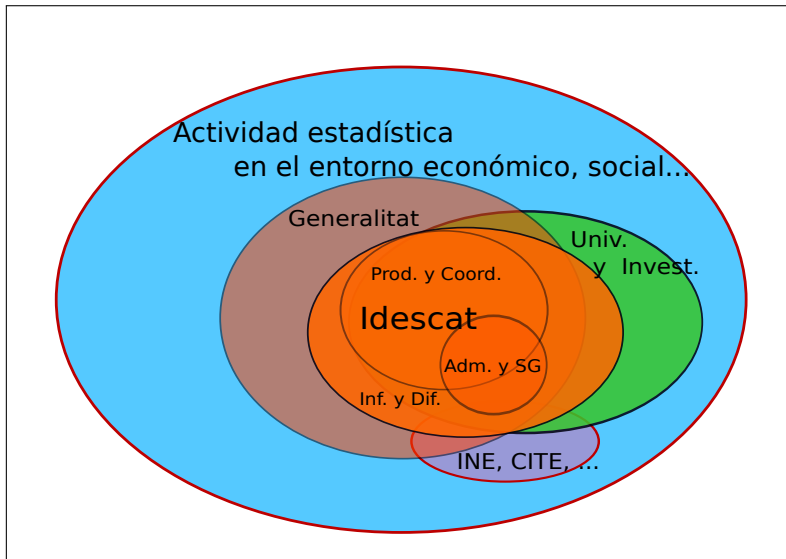 Actividad estadística
en el entorno económico, social...
Generalitat
Univ.
y Invest.
Prod. y Coord.
Idescat
Adm. y SG
Inf. y Dif.
INE, CITE, ...